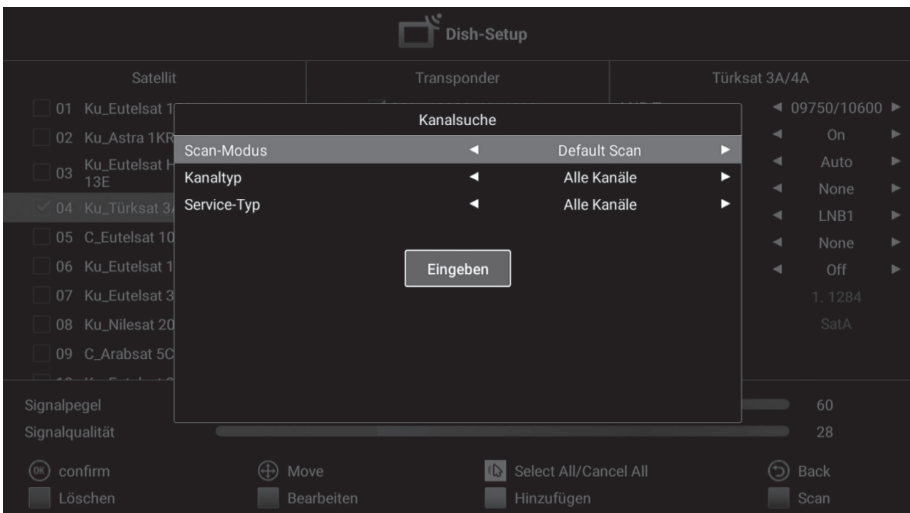 Dish-Setup
Satellit Transponder Türksat 3A/4A
01 Ku_Eutelsat 1
02 Ku_Astra 1KR
03 Ku_Eutelsat H
13E
04 Ku_Türksat 3
05 C_Eutelsat 10
06 Ku_Eutelsat 1
07 Ku_Eutelsat 3
08 Ku_Nilesat 20
09 C_Arabsat 5C
Kanalsuche
Scan-Modus Default Scan
Kanaltyp Alle Kanäle
Service-Typ Alle Kanäle
Eingeben
09750/10600
On
Auto
None
LNB1
None
Off
1. 1284
SatA
Signalpegel 60
Signalqualität 28
OK confirm Move Select All/Cancel All Back
Löschen Bearbeiten Hinzufügen Scan